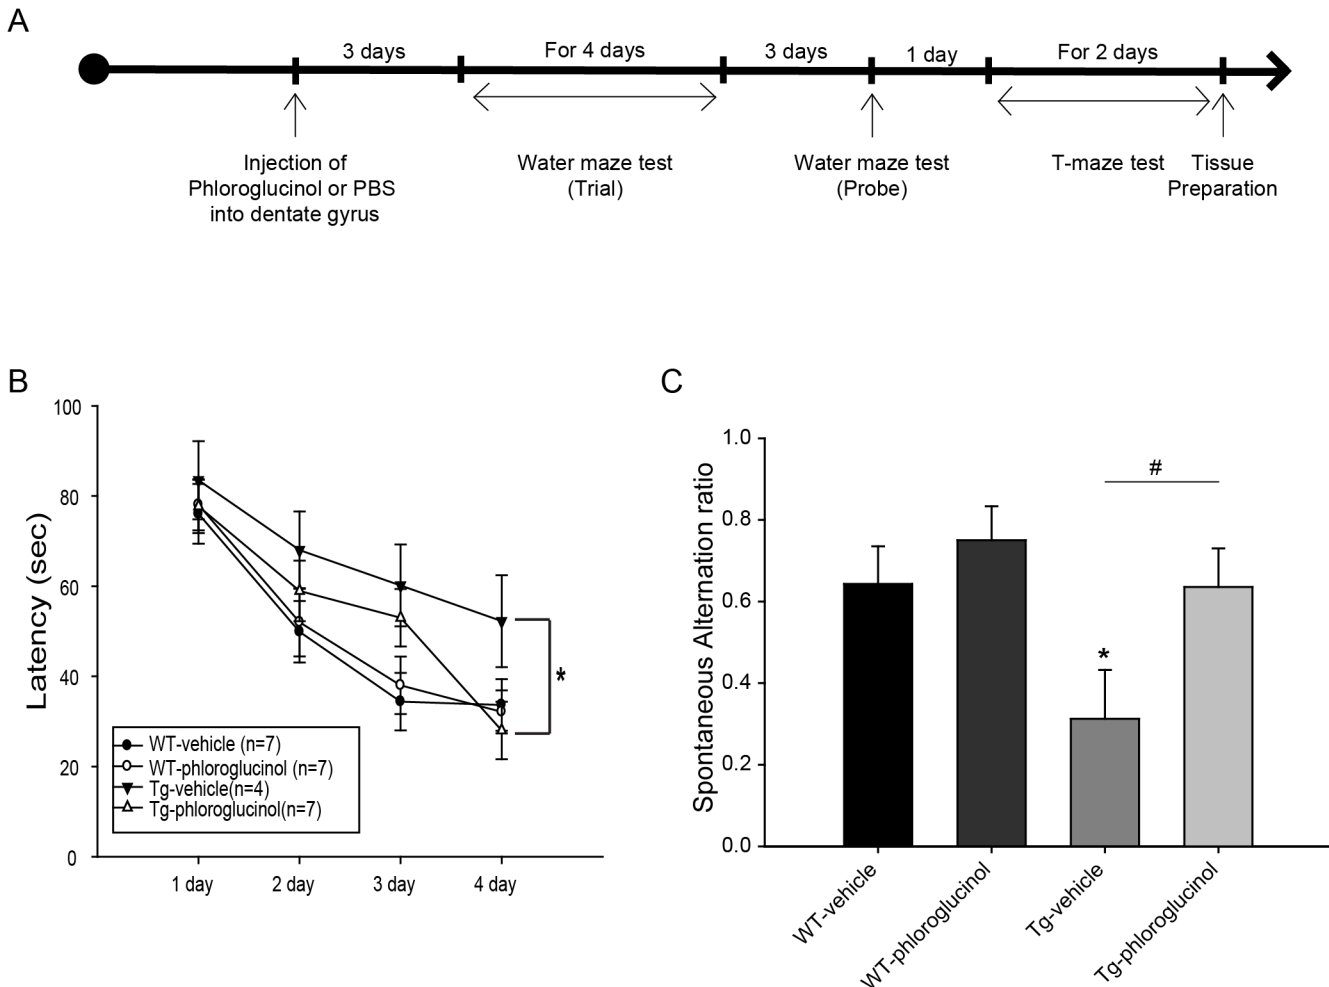 A
3 days
For 4 days
3 days
1 day
For 2 days
Injection of
Phloroglucinol or PBS
into dentate gyrus
Water maze test
(Trial)
Water maze test
(Probe)
T-maze test
Tissue
Preparation
B
Latency (sec)
100
80
60
40
20
0
*
WT-vehicle (n=7)
WT-phloroglucinol (n=7)
Tg-vehicle(n=4)
Tg-phloroglucinol(n=7)
1 day
2 day
3 day
4 day
C
Spontaneous Alternation ratio
1.0
0.8
0.6
0.4
0.2
0.0
#
*
WT-vehicle
WT-phloroglucinol
Tg-vehicle
Tg-phloroglucinol